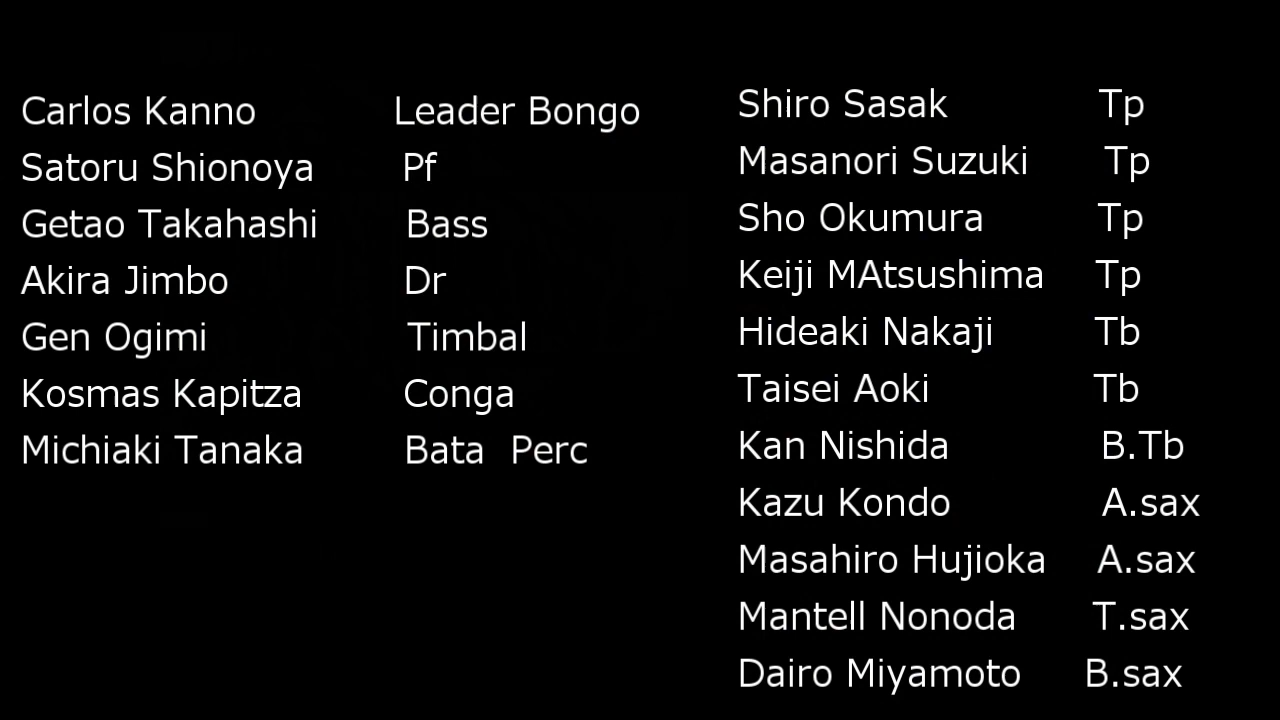 Carlos Kanno Leader Bongo
Satoru Shionoya Pf
Getao Takahashi Bass
Akira Jimbo Dr
Gen Ogimi Timbal
Kosmas Kapitza Conga
Michiaki Tanaka Bata Perc
Shiro Sasak Tp
Masanori Suzuki Tp
Sho Okumura Tp
Keiji MAtsushima Tp
Hideaki Nakaji Tb
Taisei Aoki Tb
Kan Nishida B.Tb
Kazu Kondo A.sax
Masahiro Hujioka A.sax
Mantell Nonoda T.sax
Dairo Miyamoto B.sax